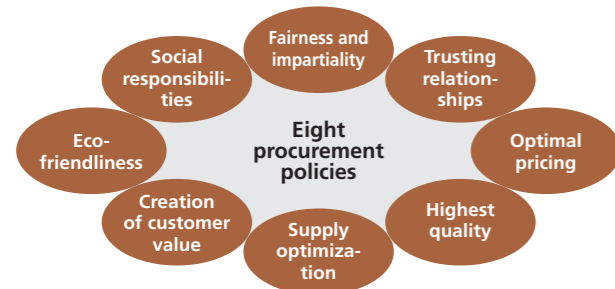 Fairness and
impartiality
Trusting
relation-
ships
Optimal
pricing
Highest
quality
Supply
optimiza-
tion
Creation
of customer
value
Eco-
friendliness
Social
responsibili-
ties
Eight
procurement
policies